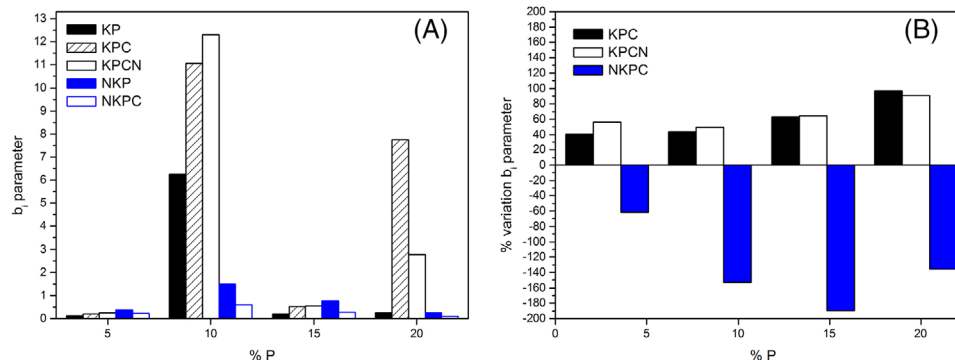 (A)
KP
KPC
KPCN
NKP
NKPC
13
12
11
10
9
8
7
6
5
4
3
2
1
0
b_i parameter
5 10 15 20
% P
(B)
KPC
KPCN
NKPC
200
180
160
140
120
100
80
60
40
20
0
-20
-40
-60
-80
-100
-120
-140
-160
-180
-200
% variation b_i parameter
0 5 10 15 20
% P